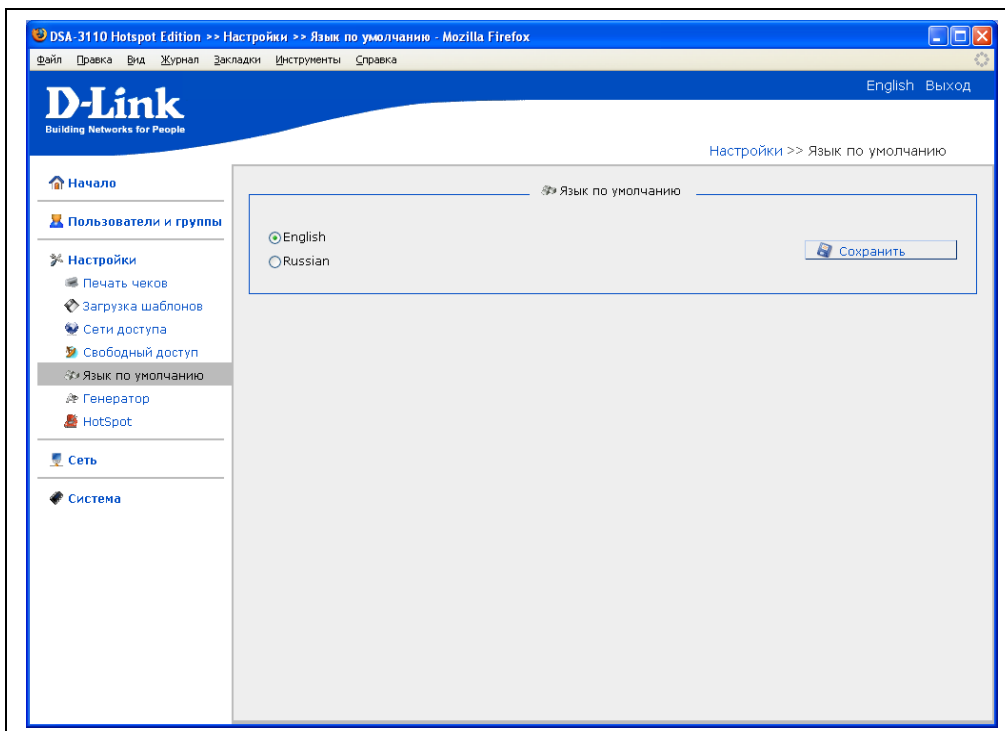 DSA-3110 Hotspot Edition >> Настройки >> Язык по умолчанию - Mozilla Firefox
Файл Правка Вид Журнал Закладки Инструменты Справка
English Выход
D-Link
Building Networks for People
Настройки >> Язык по умолчанию
Начало
Пользователи и группы
Настройки
Печать чеков
Загрузка шаблонов
Сети доступа
Свободный доступ
Язык по умолчанию
Генератор
HotSpot
Сеть
Система
Язык по умолчанию
English
Russian
Сохранить